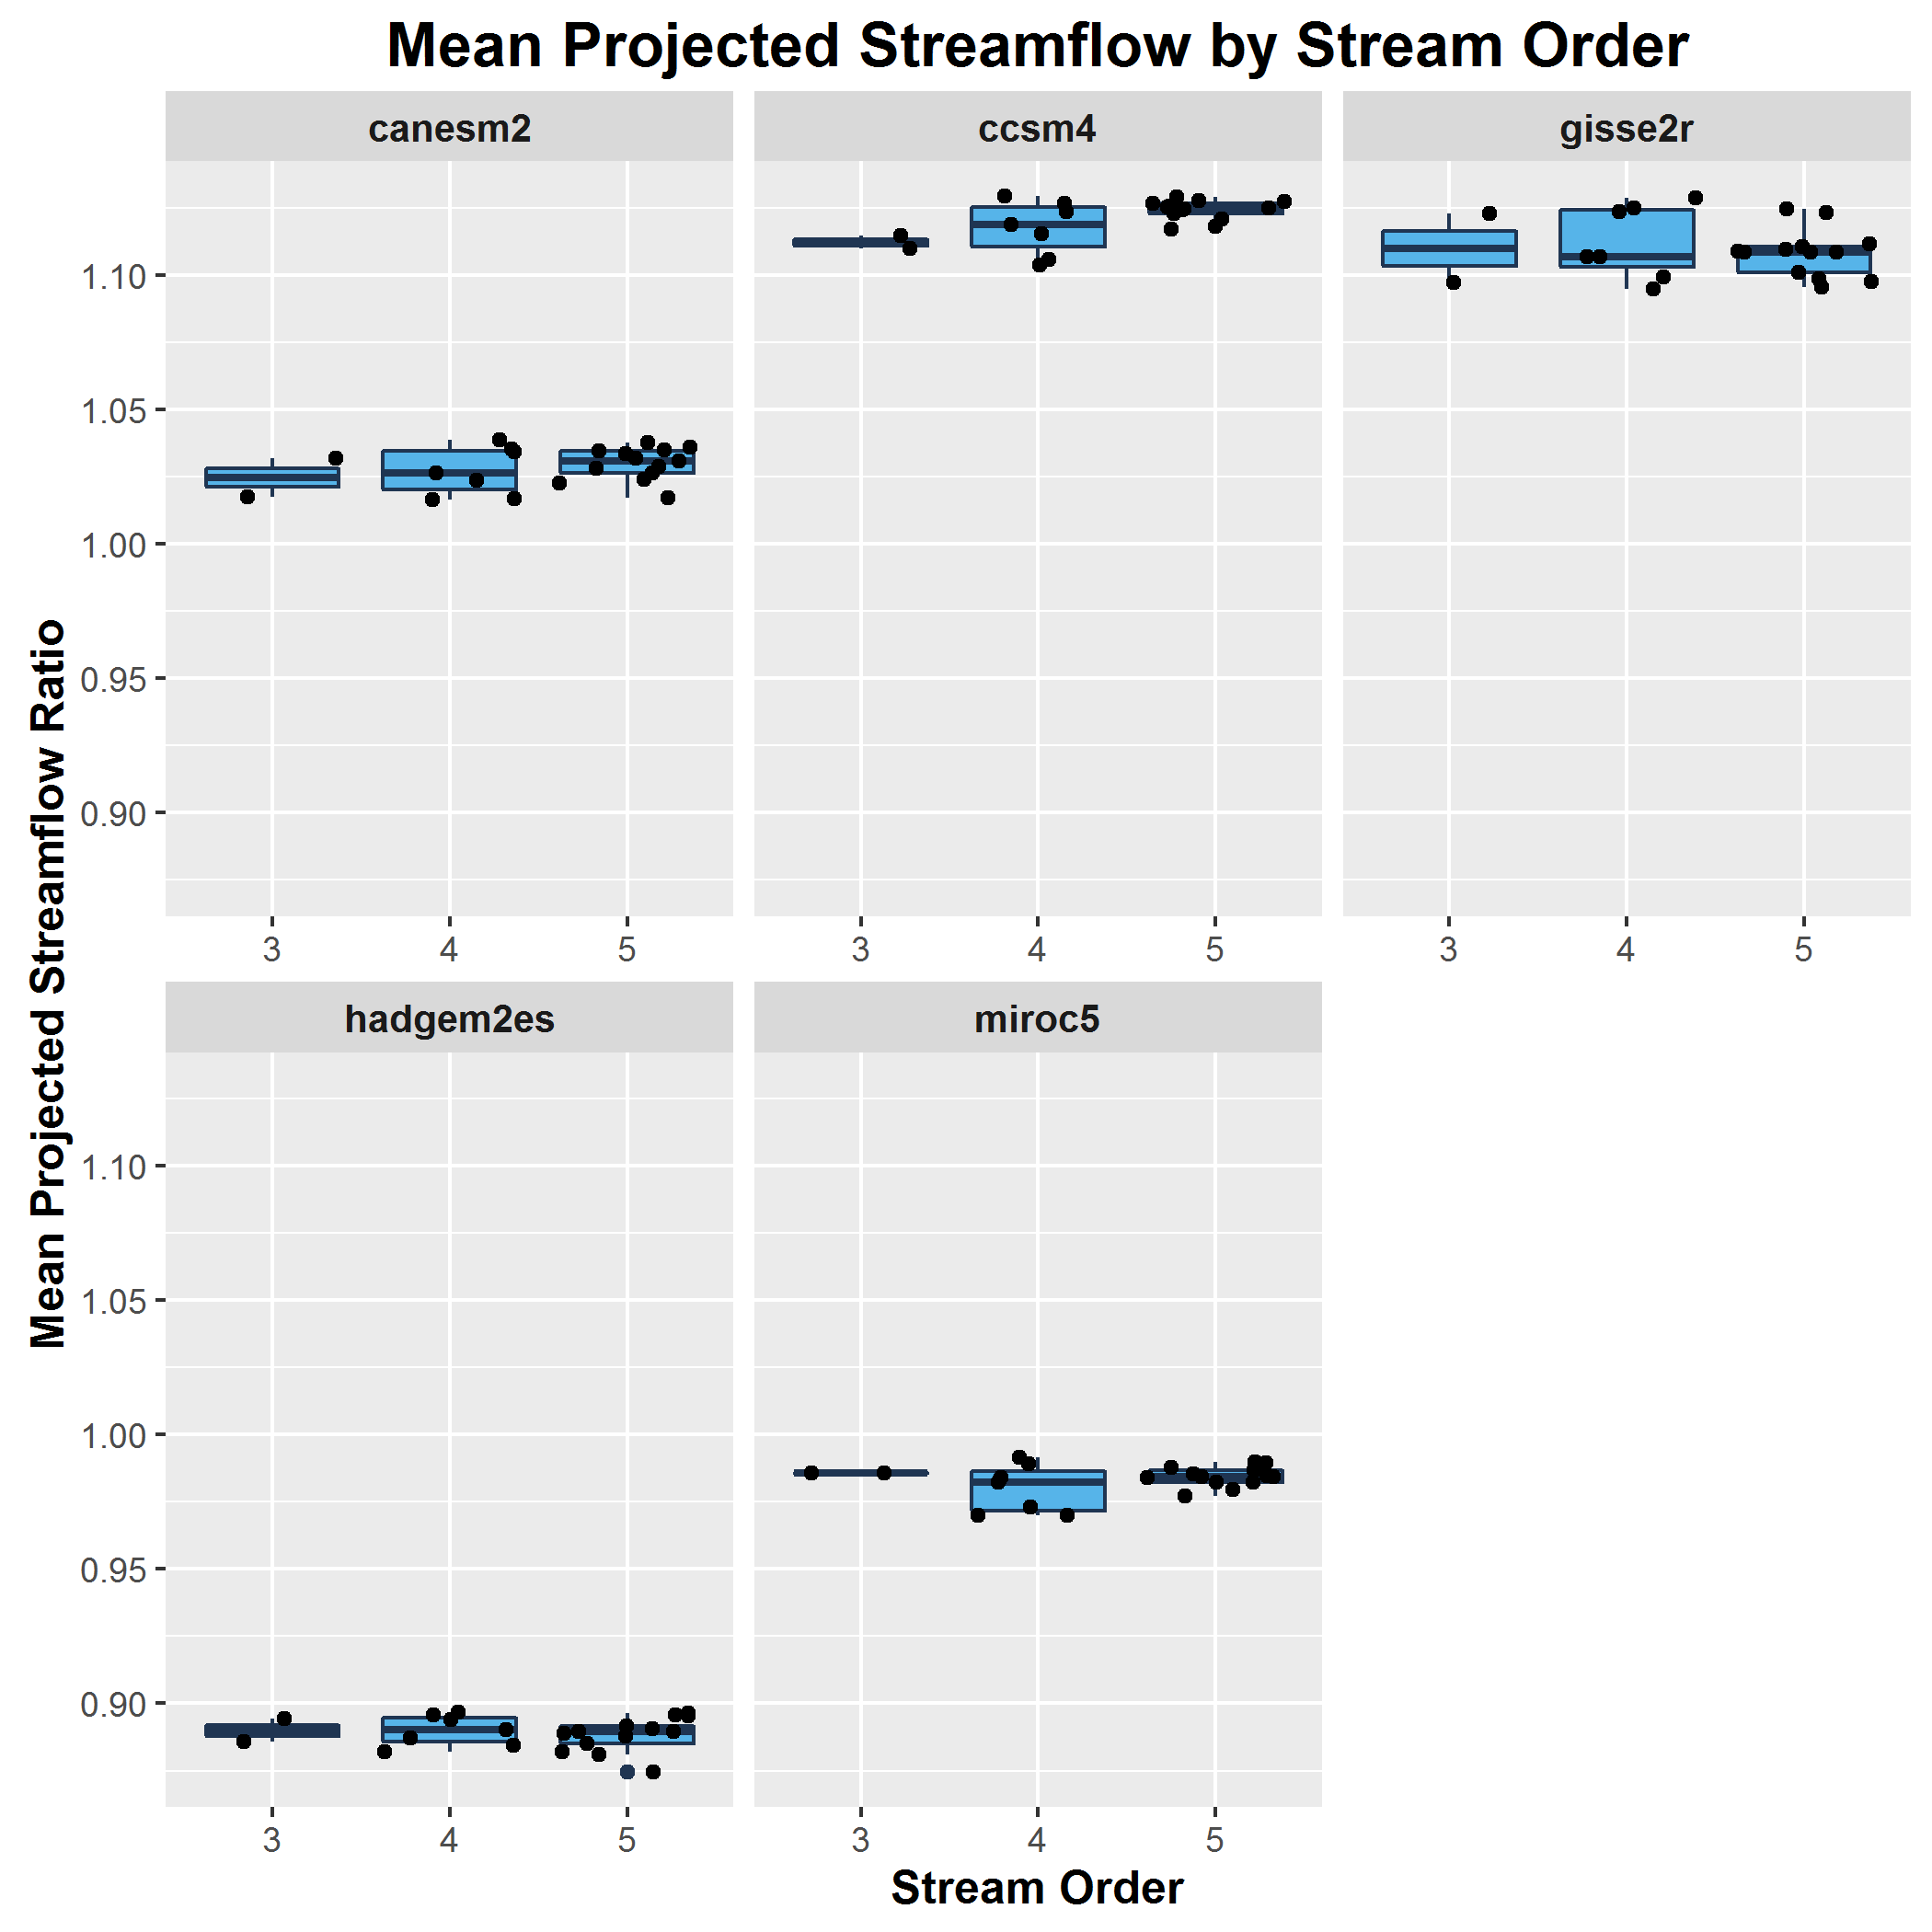 Mean Projected Streamflow by Stream Order
canesm2
ccsm4
gisse2r
Mean Projected Streamflow Ratio
1.10
1.05
1.00
0.95
0.90
3 4 5
3 4 5
3 4 5
hadgem2es
miroc5
1.10
1.05
1.00
0.95
0.90
3 4 5
3 4 5
Stream Order